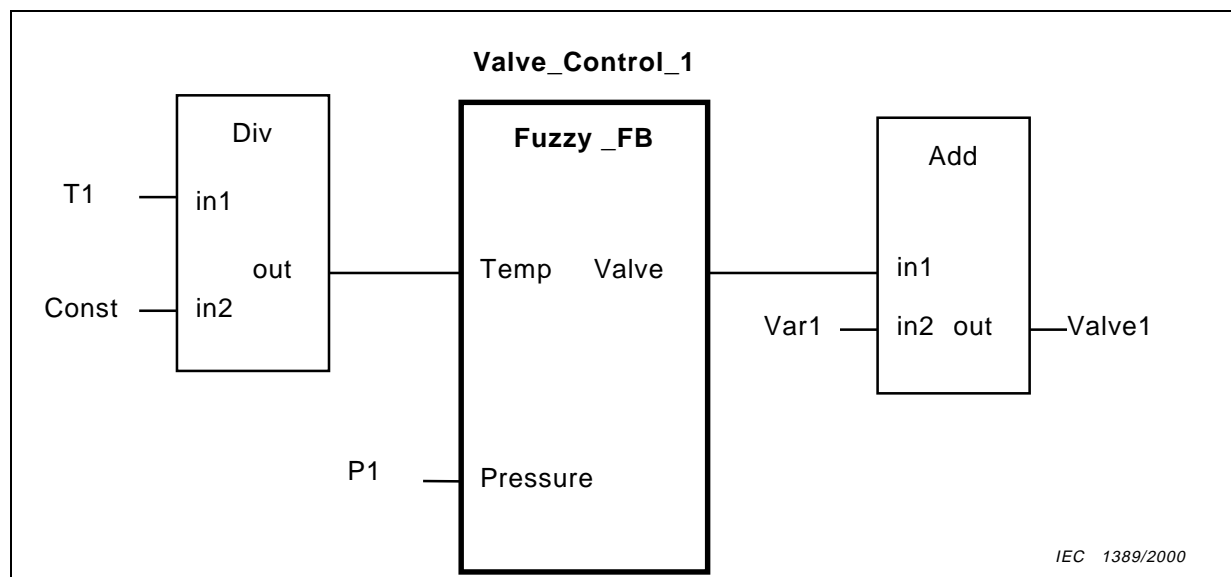 Valve_Control_1
Div
Fuzzy _FB
Add
T1
in1
out
Temp Valve
in1
Const
in2
Var1
in2 out
Valve1
P1
Pressure
IEC 1389/2000